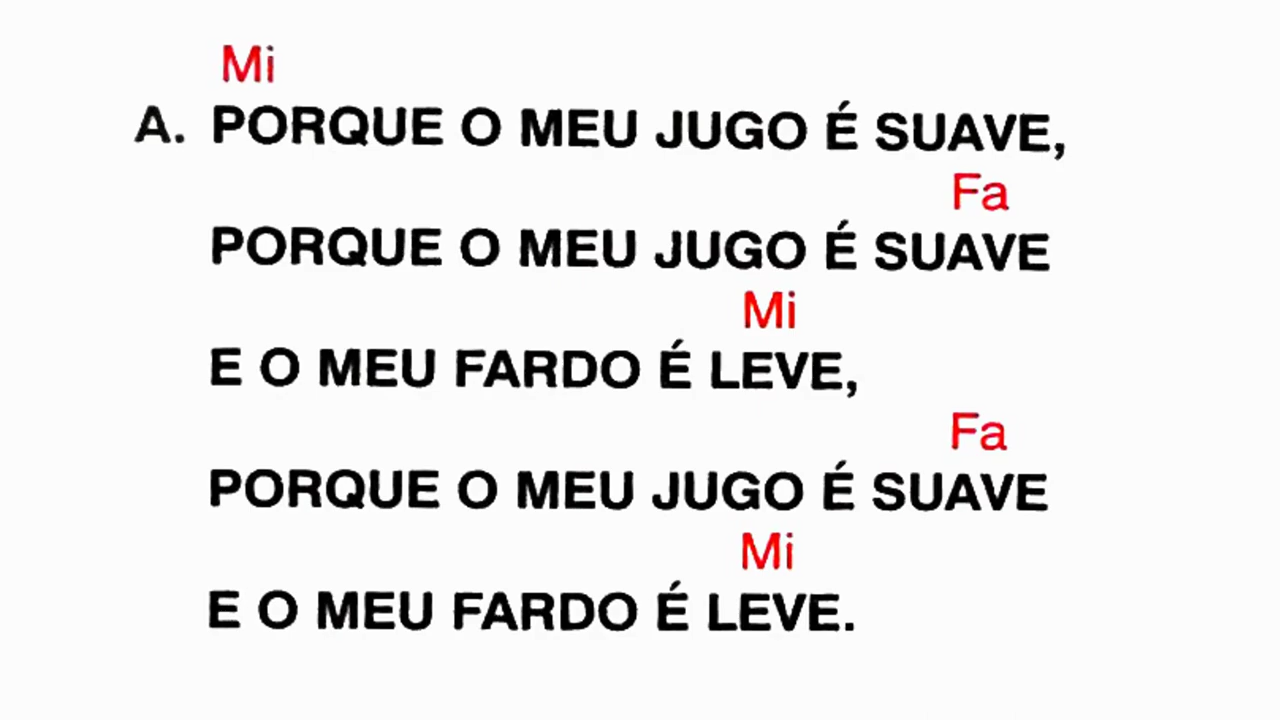 Mi
A. PORQUE O MEU JUGO É SUAVE,
Fa
PORQUE O MEU JUGO É SUAVE
Mi
E O MEU FARDO É LEVE,
Fa
PORQUE O MEU JUGO É SUAVE
Mi
E O MEU FARDO É LEVE.